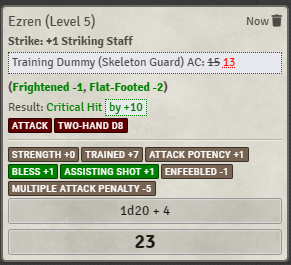 Ezren (Level 5) Now
Strike: +1 Striking Staff
Training Dummy (Skeleton Guard) AC: 15 13
(Frightened -1, Flat-Footed -2)
Result: Critical Hit by +10
ATTACK TWO-HAND D8
STRENGTH +0 TRAINED +7 ATTACK POTENCY +1
BLESS +1 ASSISTING SHOT +1 ENFEEBLED -1
MULTIPLE ATTACK PENALTY -5
1d20 + 4
23